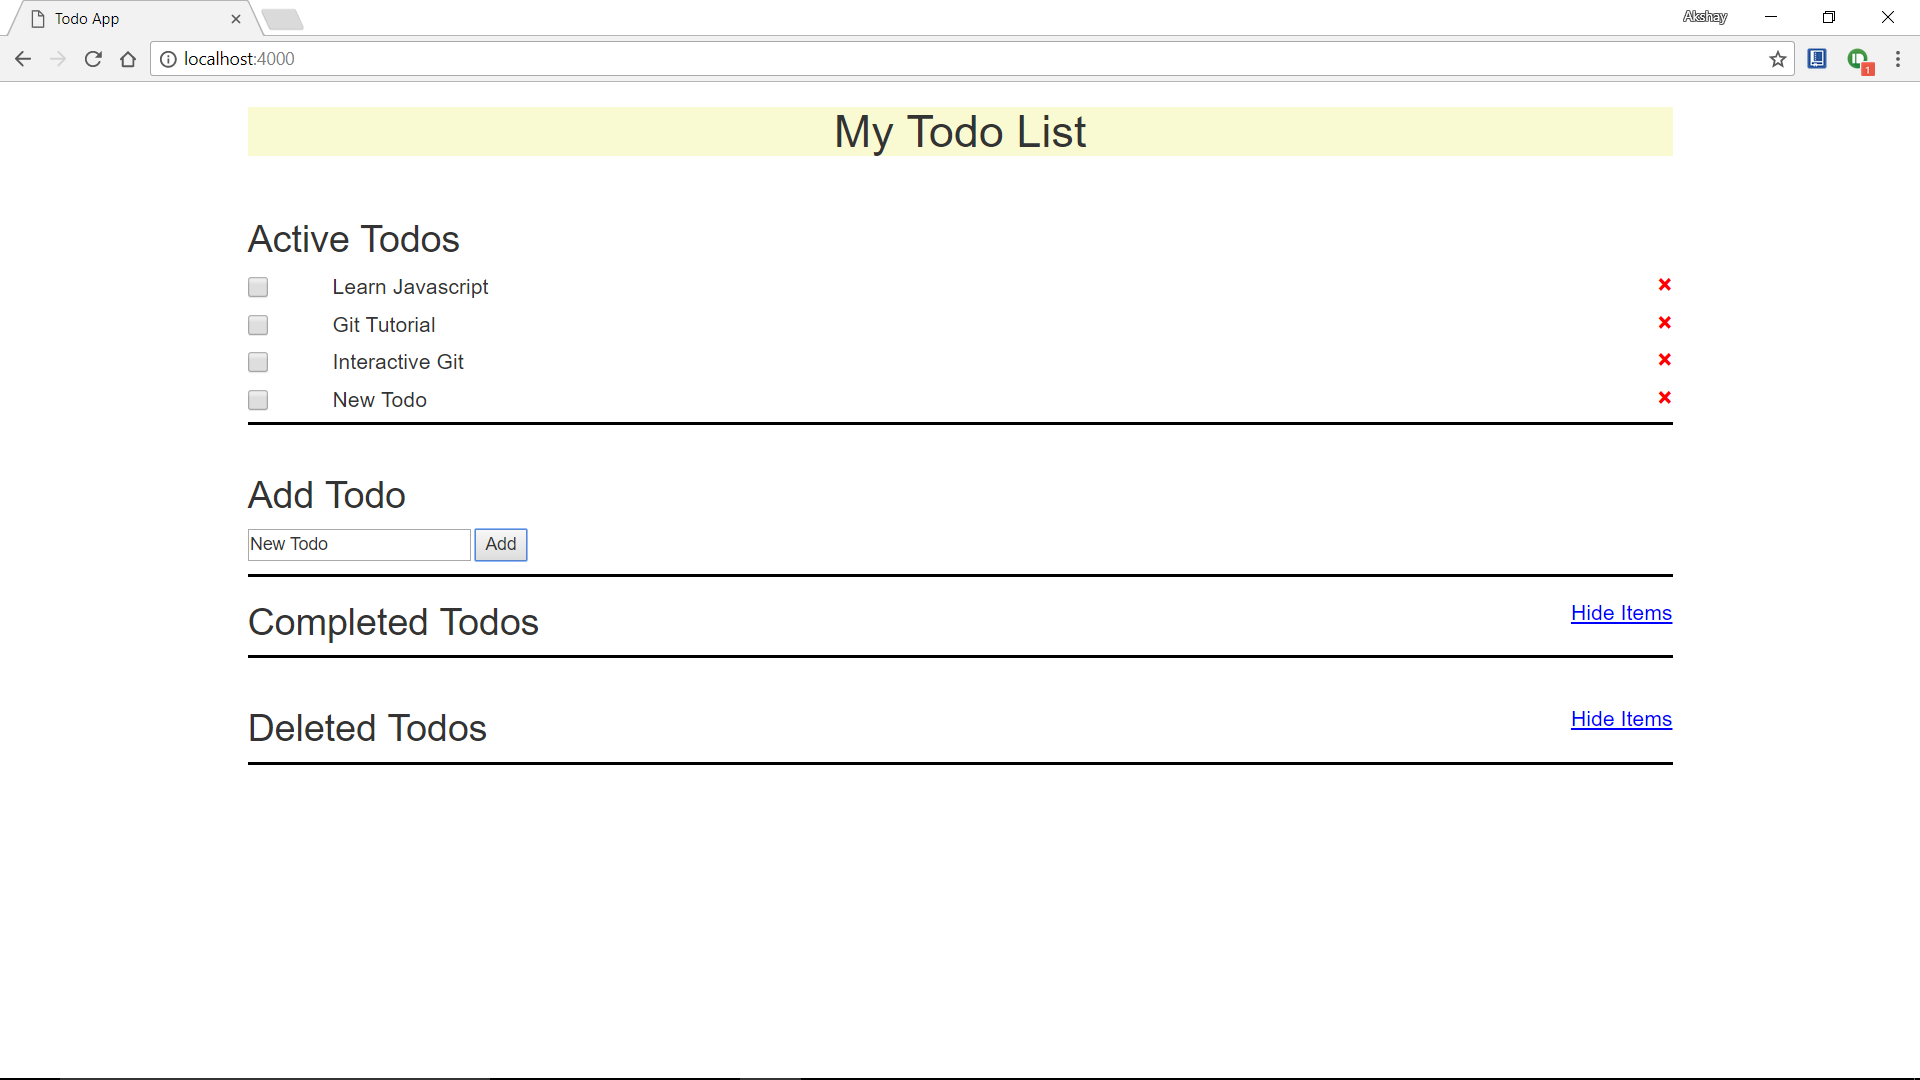 Todo App
Akshay
localhost:4000
1
My Todo List
Active Todos
Learn Javascript
Git Tutorial
Interactive Git
New Todo
Add Todo
New Todo Add
Completed Todos Hide Items
Deleted Todos Hide Items